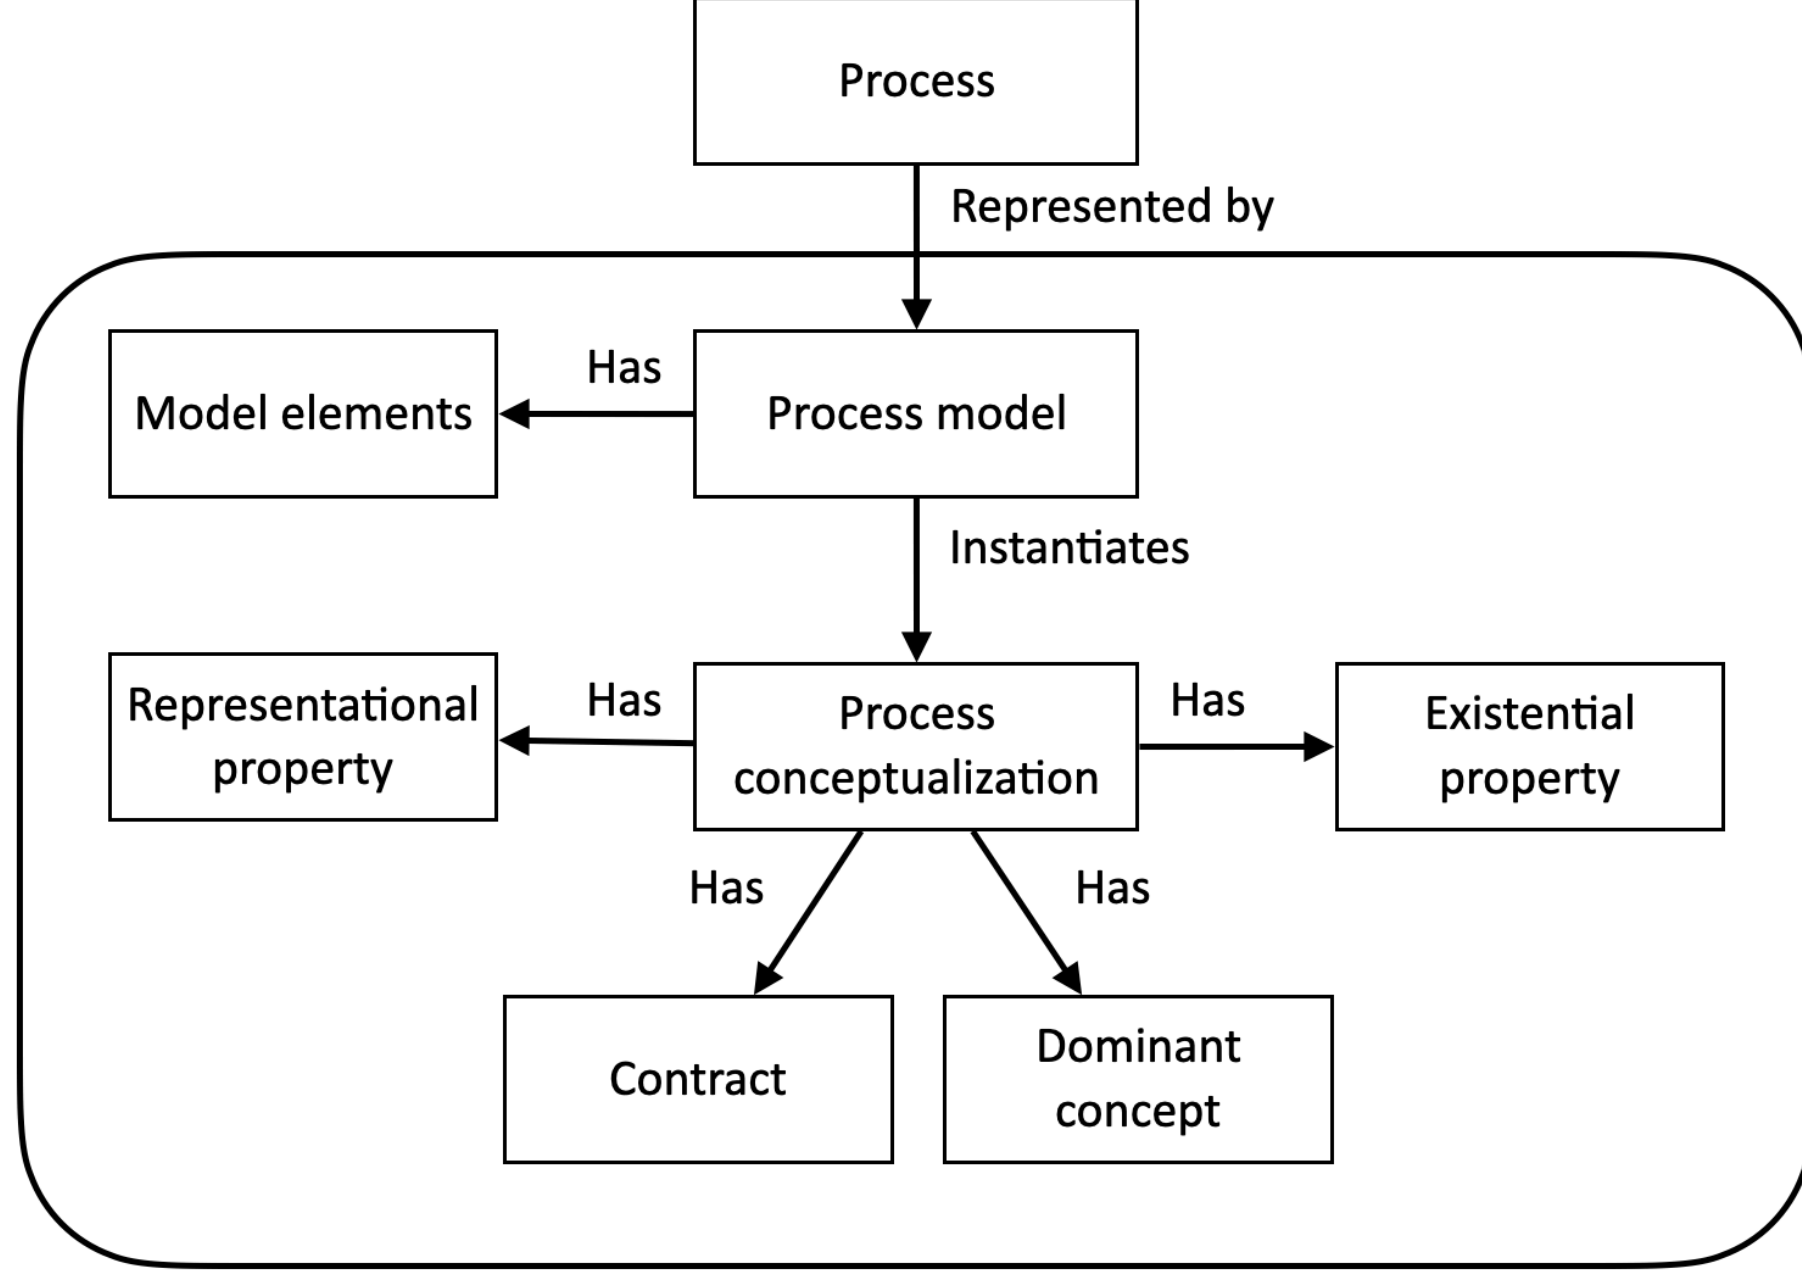 Process
Represented by
Has
Model elements
Process model
Instantiates
Representational
property
Has
Process
conceptualization
Has
Existential
property
Has
Has
Contract
Dominant
concept